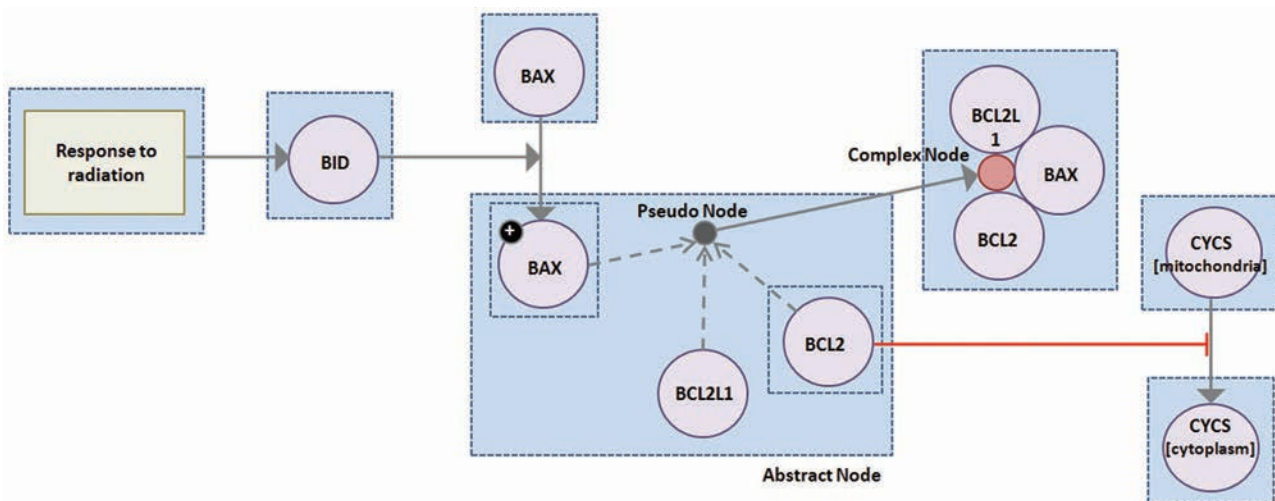 BAX
Response to
radiation
BID
BCL2L
1
Complex Node
BAX
BCL2
Pseudo Node
+
BAX
CYCS
[mitochondria]
BCL2
BCL2L1
CYCS
[cytoplasm]
Abstract Node